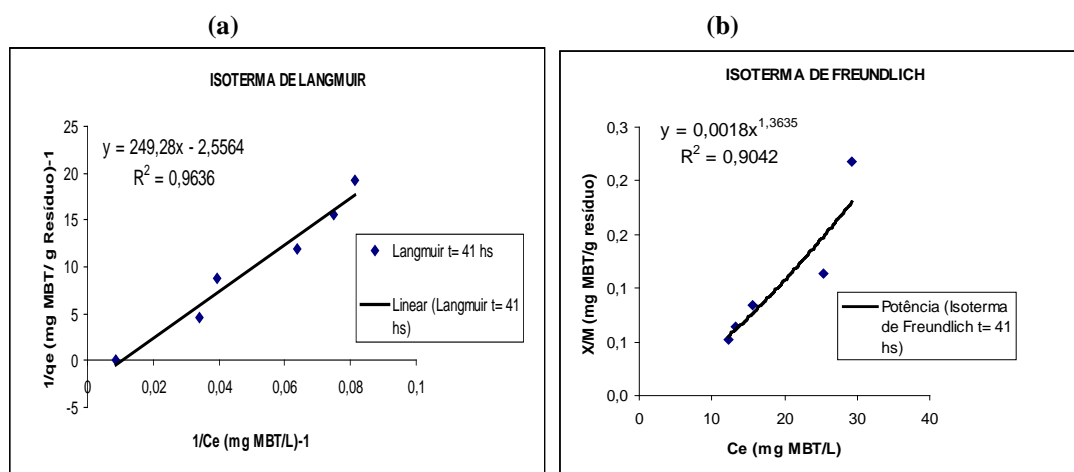 (a)
ISOTERMA DE LANGMUIR
y = 249,28x - 2,5564
R² = 0,9636
25
20
15
10
5
0
-5
0
0,02
0,04
0,06
0,08
0,1
1/qe (mg MBT/ g Resíduo)-1
1/Ce (mg MBT/L)-1
Langmuir t= 41 hs
Linear (Langmuir t= 41
hs)
(b)
ISOTERMA DE FREUNDLICH
y = 0,0018x^1,3635
R² = 0,9042
0,3
0,2
0,2
0,1
0,1
0,0
0
10
20
30
40
X/M (mg MBT/g resíduo)
Ce (mg MBT/L)
Potência (Isoterma
de Freundlich t= 41
hs)